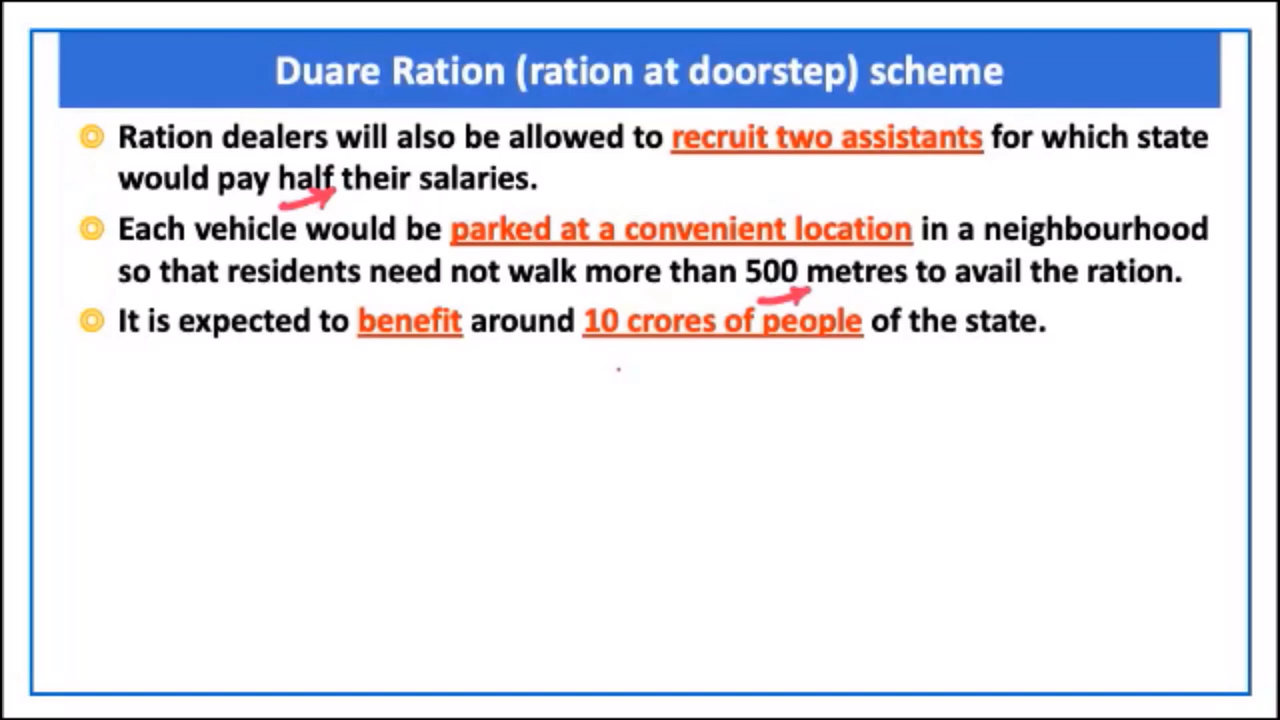 Duare Ration (ration at doorstep) scheme
Ration dealers will also be allowed to recruit two assistants for which state
would pay half their salaries.
Each vehicle would be parked at a convenient location in a neighbourhood
so that residents need not walk more than 500 metres to avail the ration.
It is expected to benefit around 10 crores of people of the state.